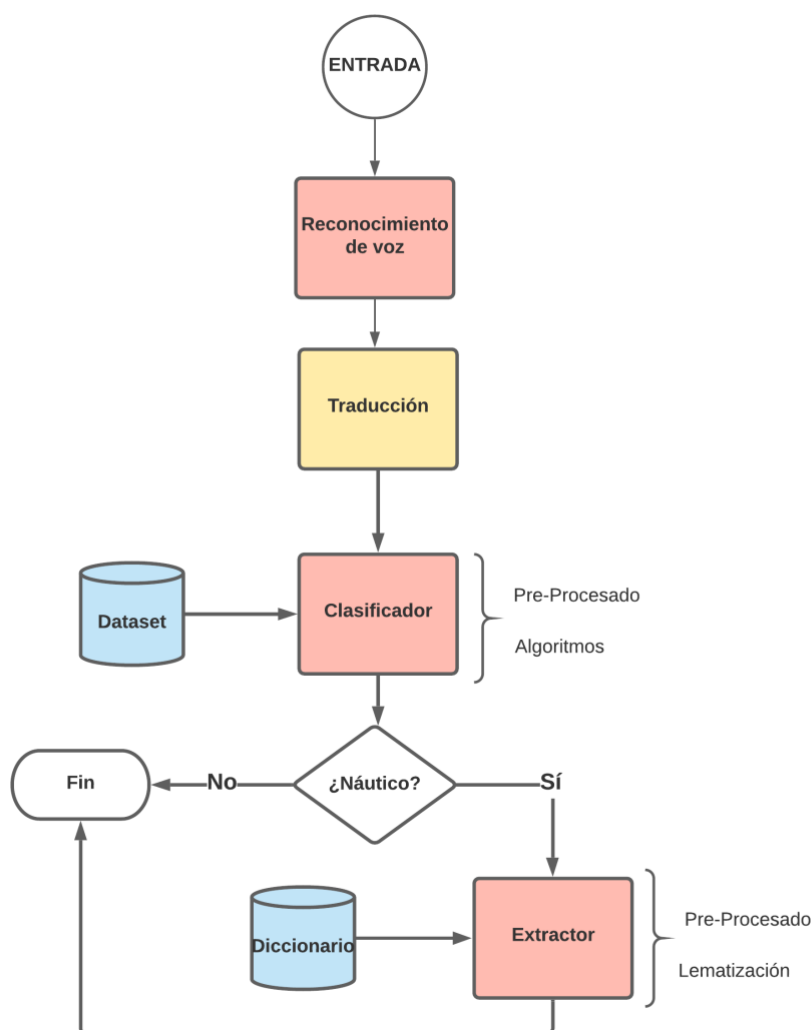 ENTRADA
Reconocimiento
de voz
Traducción
Dataset
Clasificador
Pre-Procesado
Algoritmos
Fin
No
¿Náutico?
Sí
Diccionario
Extractor
Pre-Procesado
Lematización